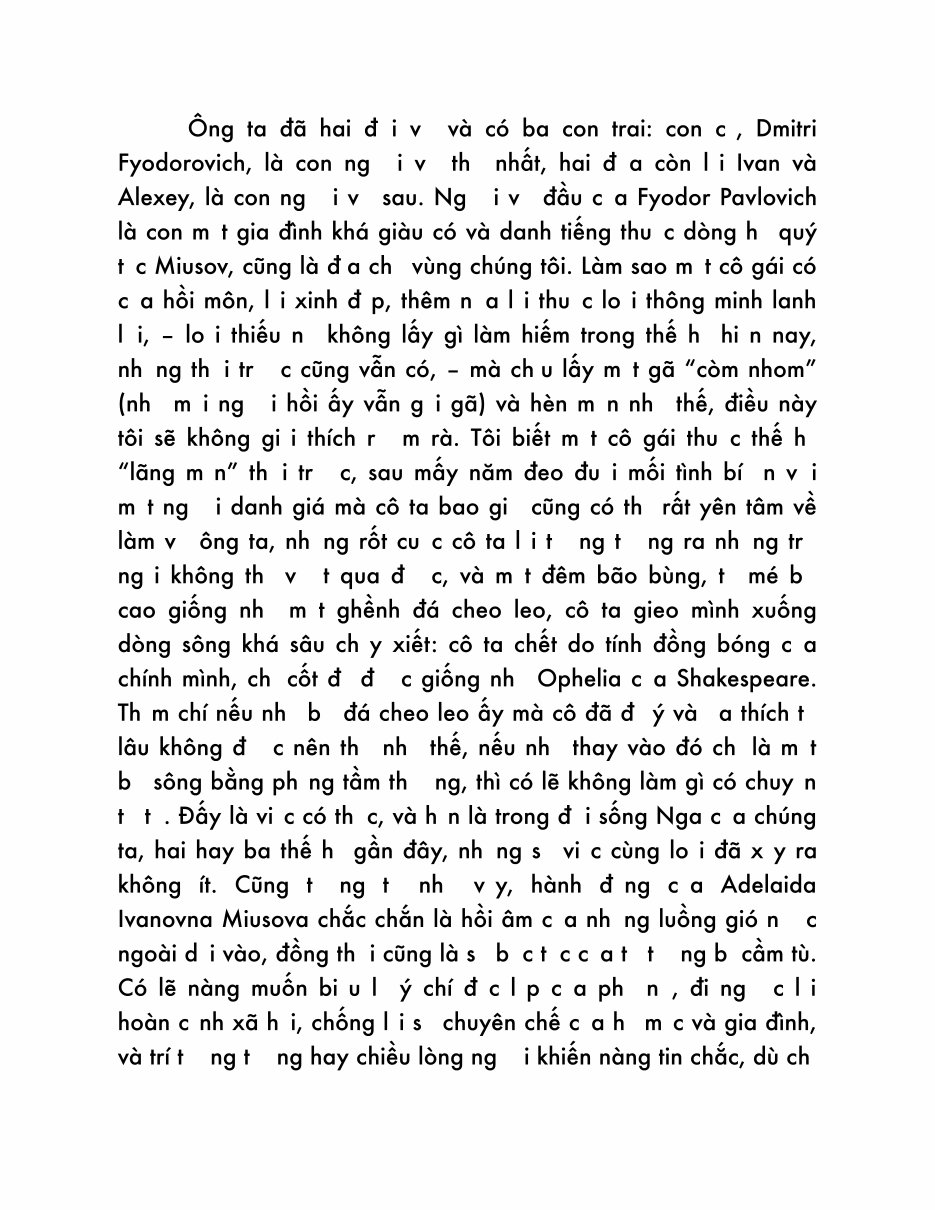 Ông ta đã hai đ i v và có ba con trai: con c , Dmitri
Fyodorovich, là con ng i v th nhất, hai đ a còn l i Ivan và
Alexey, là con ng i v sau. Ng i v đầu c a Fyodor Pavlovich
là con m t gia đình khá giàu có và danh tiếng thu c dòng h quý
t c Miusov, cũng là đ a ch vùng chúng tôi. Làm sao m t cô gái có
c a hồi môn, l i xinh đ p, thêm n a l i thu c lo i thông minh lanh
l i, – lo i thiếu n không lấy gì làm hiếm trong thế h hi n nay,
nh ng th i tr c cũng vẫn có, – mà ch u lấy m t gã “còm nhom”
(nh m i ng i hồi ấy vẫn g i gã) và hèn m n nh thế, điều này
tôi sẽ không gi i thích r m rà. Tôi biết m t cô gái thu c thế h
“lãng m n” th i tr c, sau mấy năm đeo đu i mối tình bí n v i
m t ng i danh giá mà cô ta bao gi cũng có th rất yên tâm về
làm v ông ta, nh ng rốt cu c cô ta l i t ng t ng ra nh ng tr
ng i không th v t qua đ c, và m t đêm bão bùng, t mé b
cao giống nh m t ghềnh đá cheo leo, cô ta gieo mình xuống
dòng sông khá sâu ch y xiết: cô ta chết do tính đồng bóng c a
chính mình, ch cốt đ đ c giống nh Ophelia c a Shakespeare.
Th m chí nếu nh b đá cheo leo ấy mà cô đã đ ý và a thích t
lâu không đ c nên th nh thế, nếu nh thay vào đó ch là m t
b sông bằng ph ng tầm th ng, thì có lẽ không làm gì có chuy n
t t . Đấy là vi c có th c, và h n là trong đ i sống Nga c a chúng
ta, hai hay ba thế h gần đây, nh ng s vi c cùng lo i đã x y ra
không ít. Cũng t ng t nh v y, hành đ ng c a Adelaida
Ivanovna Miusova chắc chắn là hồi âm c a nh ng luồng gió n c
ngoài d i vào, đồng th i cũng là s b c t c c a t t ng b cầm tù.
Có lẽ nàng muốn bi u l ý chí đ c l p c a ph n , đi ng c l i
hoàn c nh xã h i, chống l i s chuyên chế c a h m c và gia đình,
và trí t ng t ng hay chiều lòng ng i khiến nàng tin chắc, dù ch